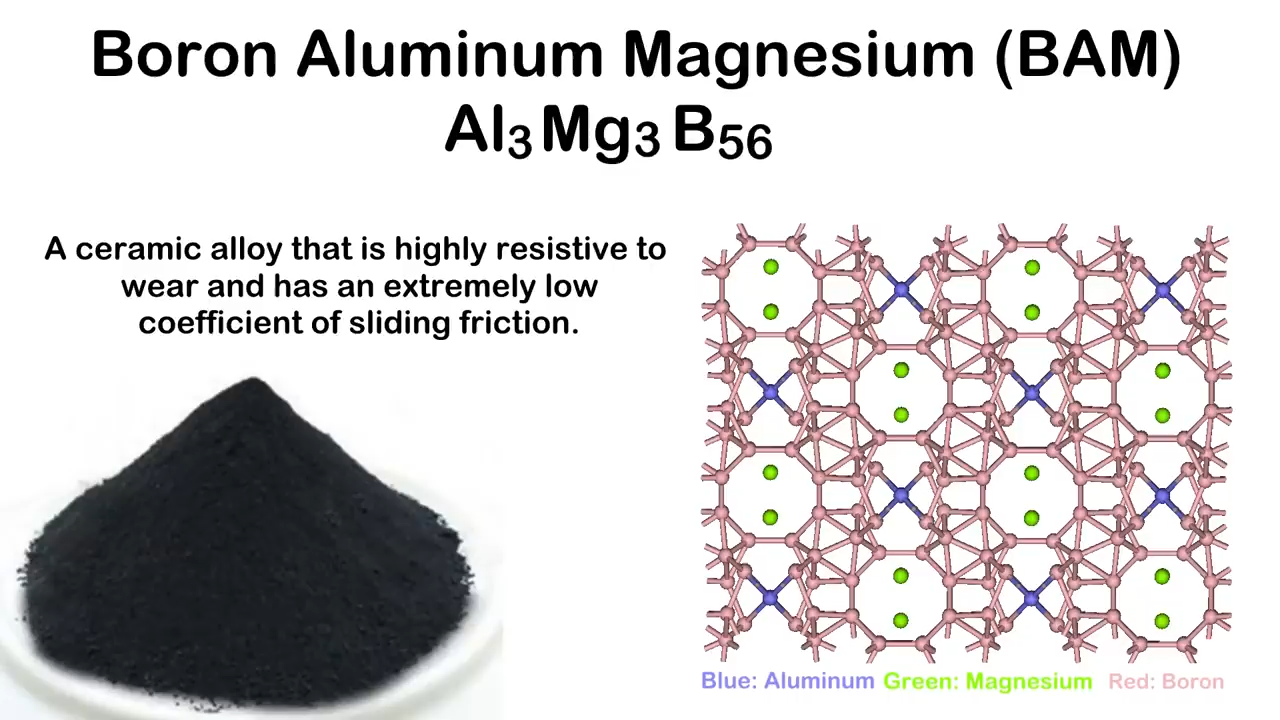 Boron Aluminum Magnesium (BAM)
Al₃Mg₃B₅₆
A ceramic alloy that is highly resistive to
wear and has an extremely low
coefficient of sliding friction.
Blue: Aluminum Green: Magnesium Red: Boron